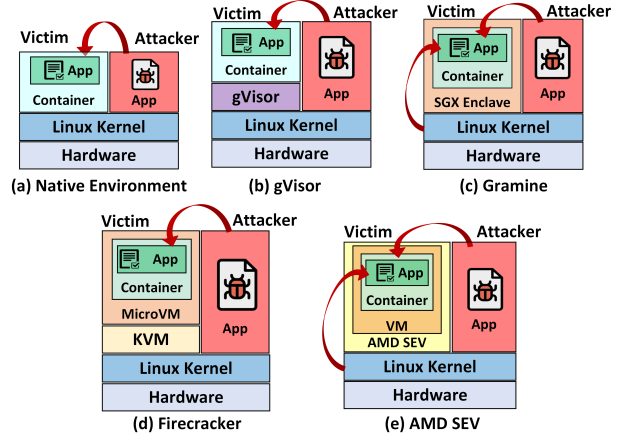 Victim Attacker
App
Container App
Linux Kernel
Hardware
(a) Native Environment
Victim Attacker
App
Container
gVisor App
Linux Kernel
Hardware
(b) gVisor
Victim Attacker
App
Container
SGX Enclave App
Linux Kernel
Hardware
(c) Gramine
Victim Attacker
App
Container
MicroVM
App
KVM
Linux Kernel
Hardware
(d) Firecracker
Victim Attacker
App
Container
VM App
AMD SEV
Linux Kernel
Hardware
(e) AMD SEV